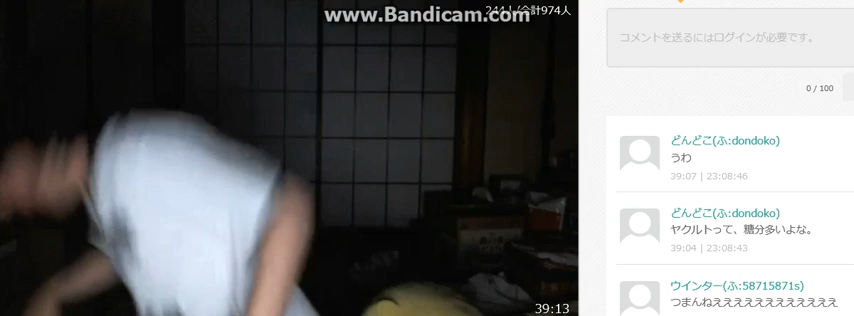 www.Bandicam.com
244人/合計974人
コメントを送るにはログインが必要です。
0 / 100
どんどこ(ふ:dondoko)
うわ
39:07 | 23:08:46
どんどこ(ふ:dondoko)
ヤクルトって、糖分多いよな。
39:04 | 23:08:43
ウインター(ふ:58715871s)
つまんねえええええええええええ
39:13